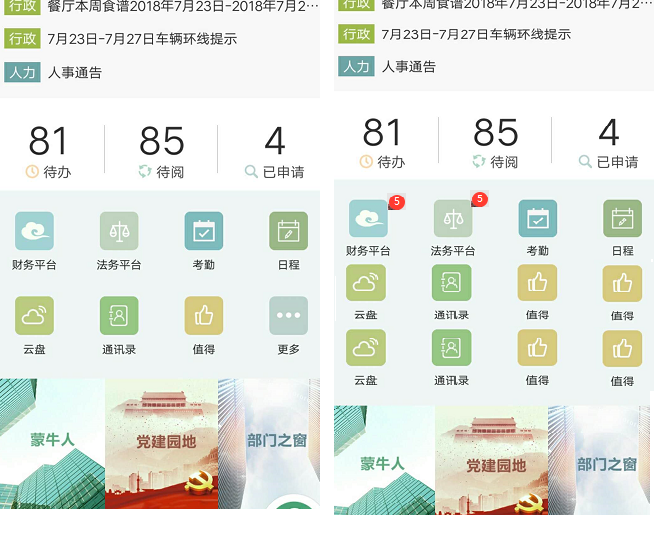 行政 餐厅本周食谱2018年7月23日-2018年7月2…
行政 7月23日-7月27日车辆环线提示
人力 人事通告
81 85 4
待办 待阅 已申请
财务平台 法务平台 考勤 日程
云盘 通讯录 值得 更多
蒙牛人 党建园地 部门之窗
行政 餐厅本周食谱2018年7月23日-2018年7月2…
行政 7月23日-7月27日车辆环线提示
人力 人事通告
81 85 4
待办 待阅 已申请
5 5
财务平台 法务平台 考勤 日程
云盘 通讯录 值得 值得
云盘 通讯录 值得 值得
蒙牛人 党建园地 部门之窗